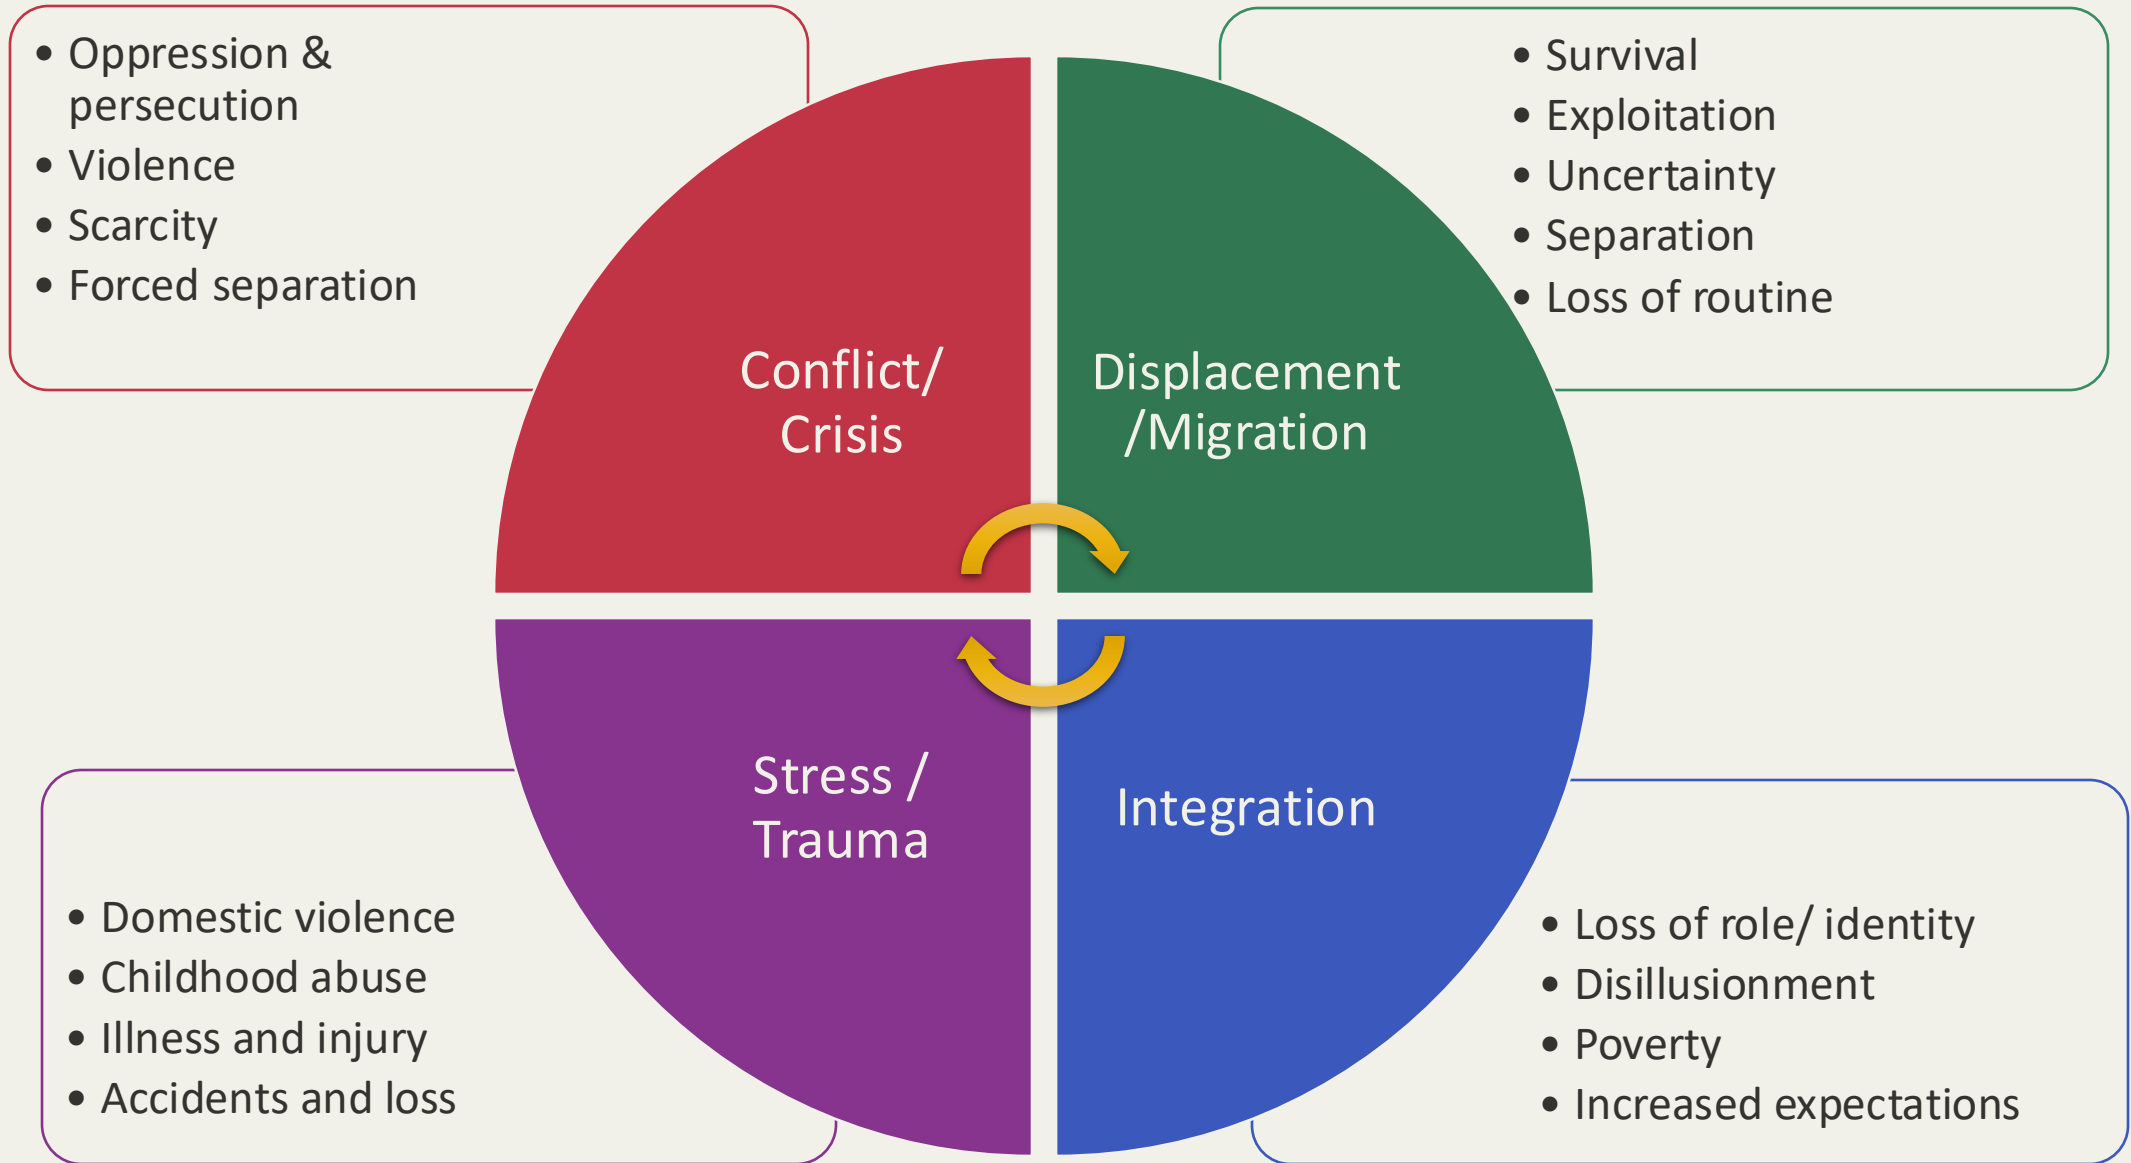 • Oppression &
persecution
• Violence
• Scarcity
• Forced separation
• Survival
• Exploitation
• Uncertainty
• Separation
• Loss of routine
Conflict/
Crisis
Displacement
/Migration
Stress /
Trauma
Integration
• Domestic violence
• Childhood abuse
• Illness and injury
• Accidents and loss
• Loss of role/ identity
• Disillusionment
• Poverty
• Increased expectations